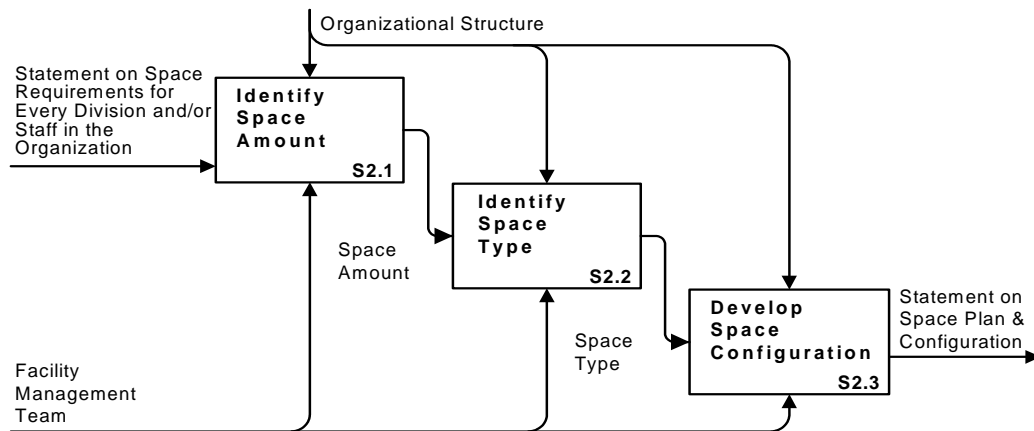 Organizational Structure
Statement on Space
Requirements for
Every Division and/or
Staff in the
Organization
Identify
Space
Amount
S2.1
Identify
Space
Type
S2.2
Space
Amount
Develop
Space
Configuration
S2.3
Statement on
Space Plan &
Configuration
Space
Type
Facility
Management
Team